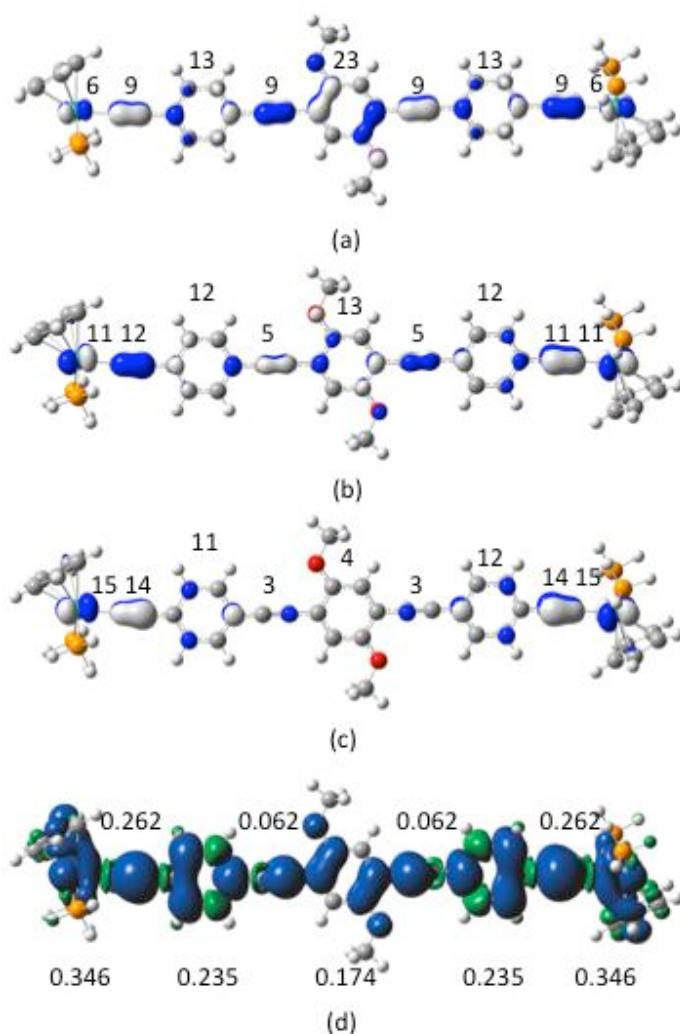 6 9 13 9 23 9 13 9 6
(a)
11 12 12 5 13 5 12 11 11
(b)
15 14 11 3 4 3 12 14 15
(c)
0.262 0.062 0.062 0.262
0.346 0.235 0.174 0.235 0.346
(d)